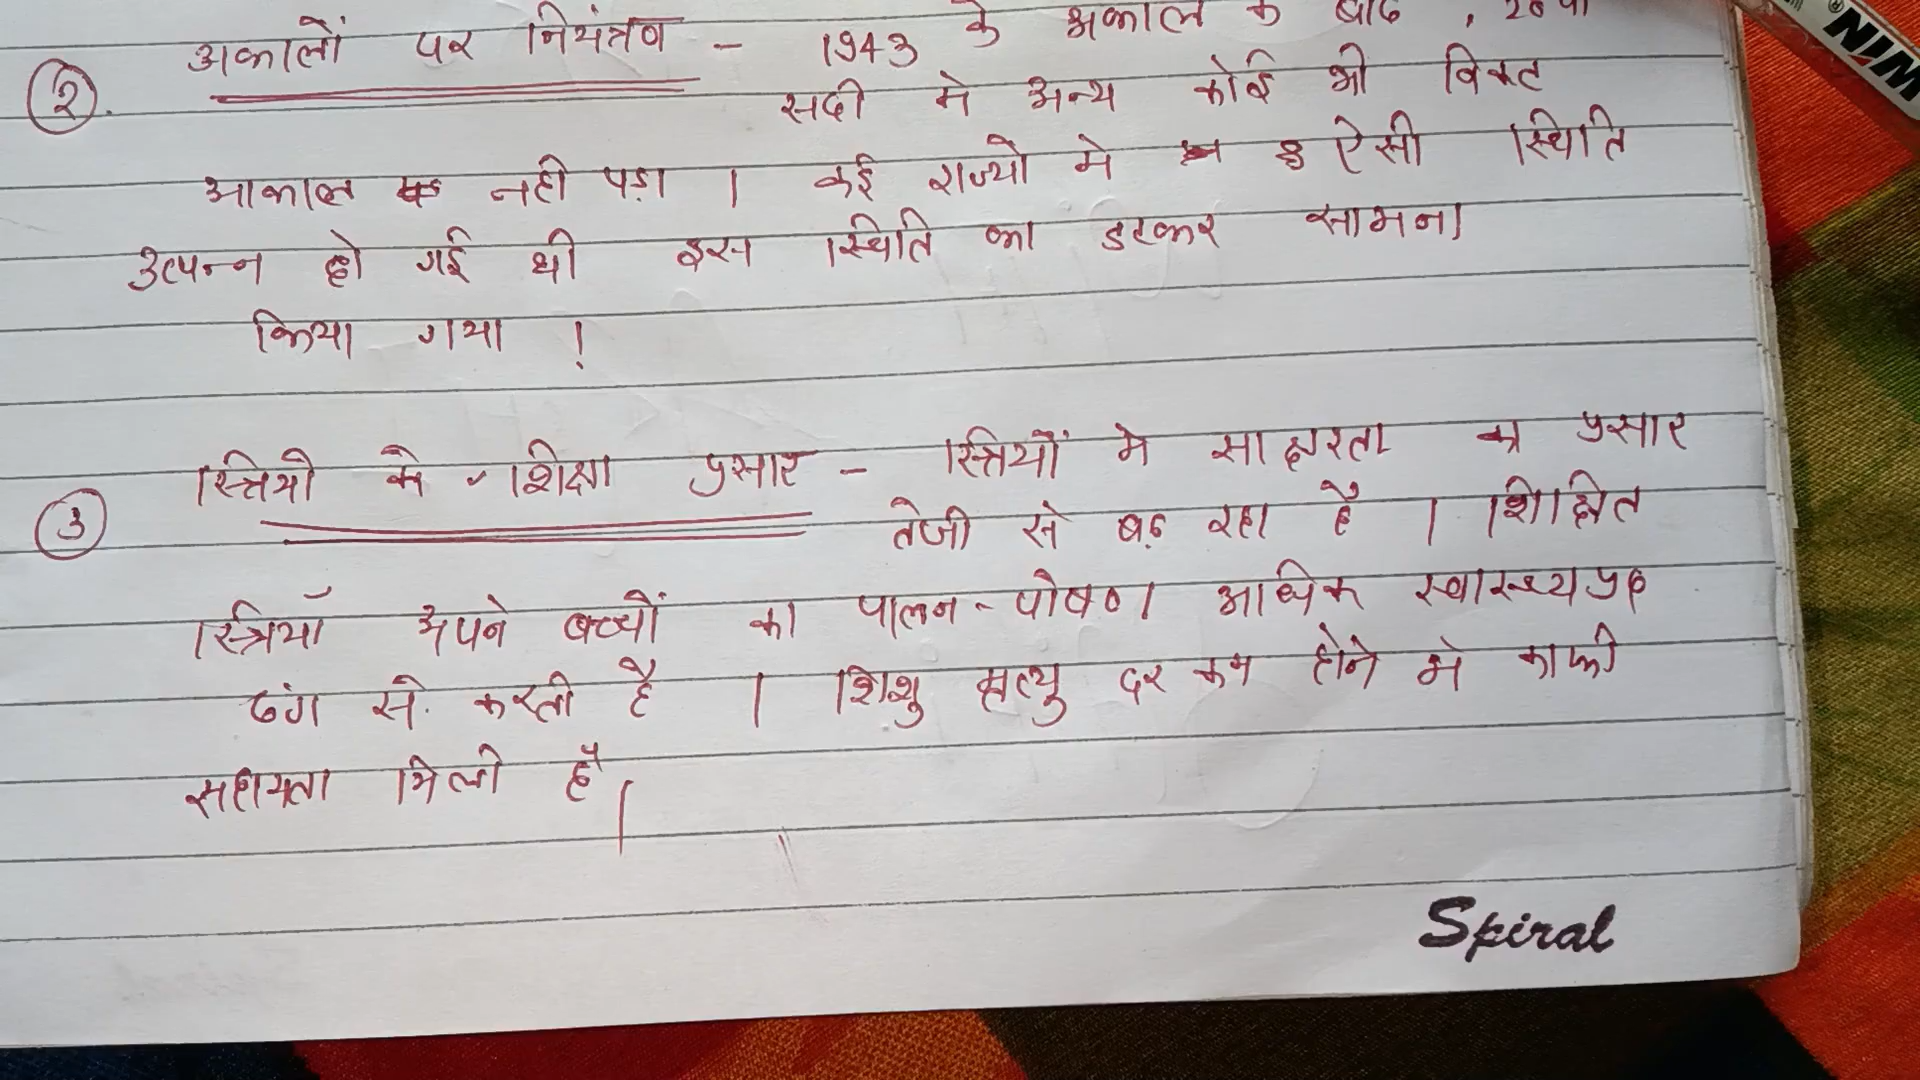 ② अकालों पर नियंत्रण - 1943 के अकाल के बाद , 20वी
सदी मे अन्य कोई भी विकट
आकाल नही पड़ा । कई राज्यो मे ऐसी स्थिति
उत्पन्न हो गई थी इस स्थिति का डटकर सामना
किया गया !
③ स्त्रियो के शिक्षा प्रसार - स्त्रियों मे साक्षरता का प्रसार
तेजी से बढ़ रहा है । शिक्षित
स्त्रियाँ अपने बच्चों का पालन-पोषण अधिक स्वास्थ्यप्रद
ढंग से करती है । शिशु मृत्यु दर कम होने मे काफी
सहायता मिली है।
Spiral
WIN